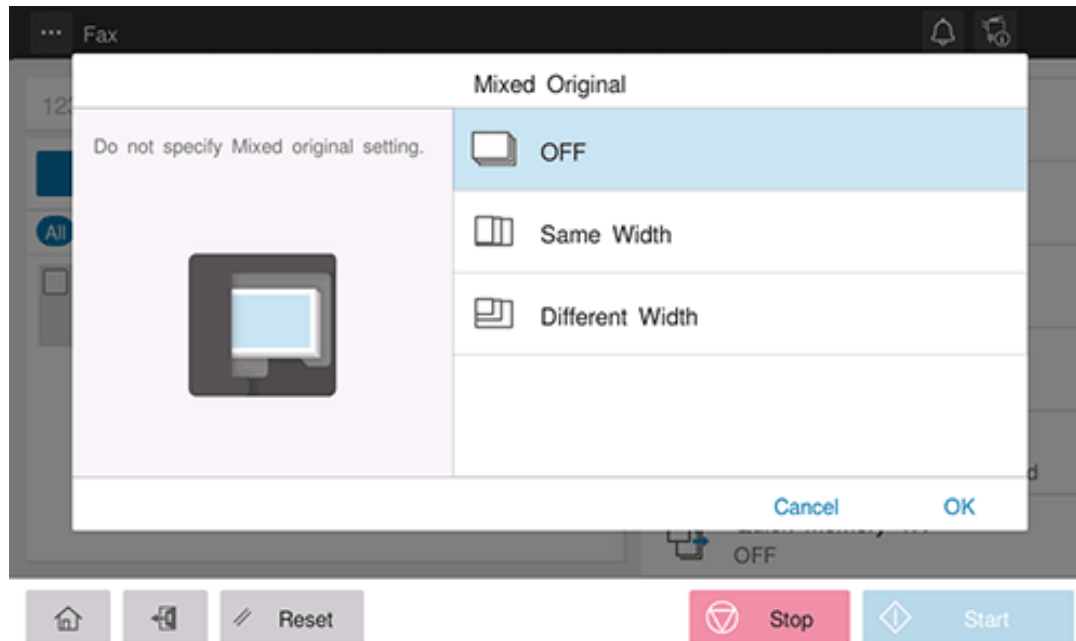 Fax
Mixed Original
Do not specify Mixed original setting.
OFF
Same Width
Different Width
Cancel
OK
123
All
OFF
Reset
Stop
Start